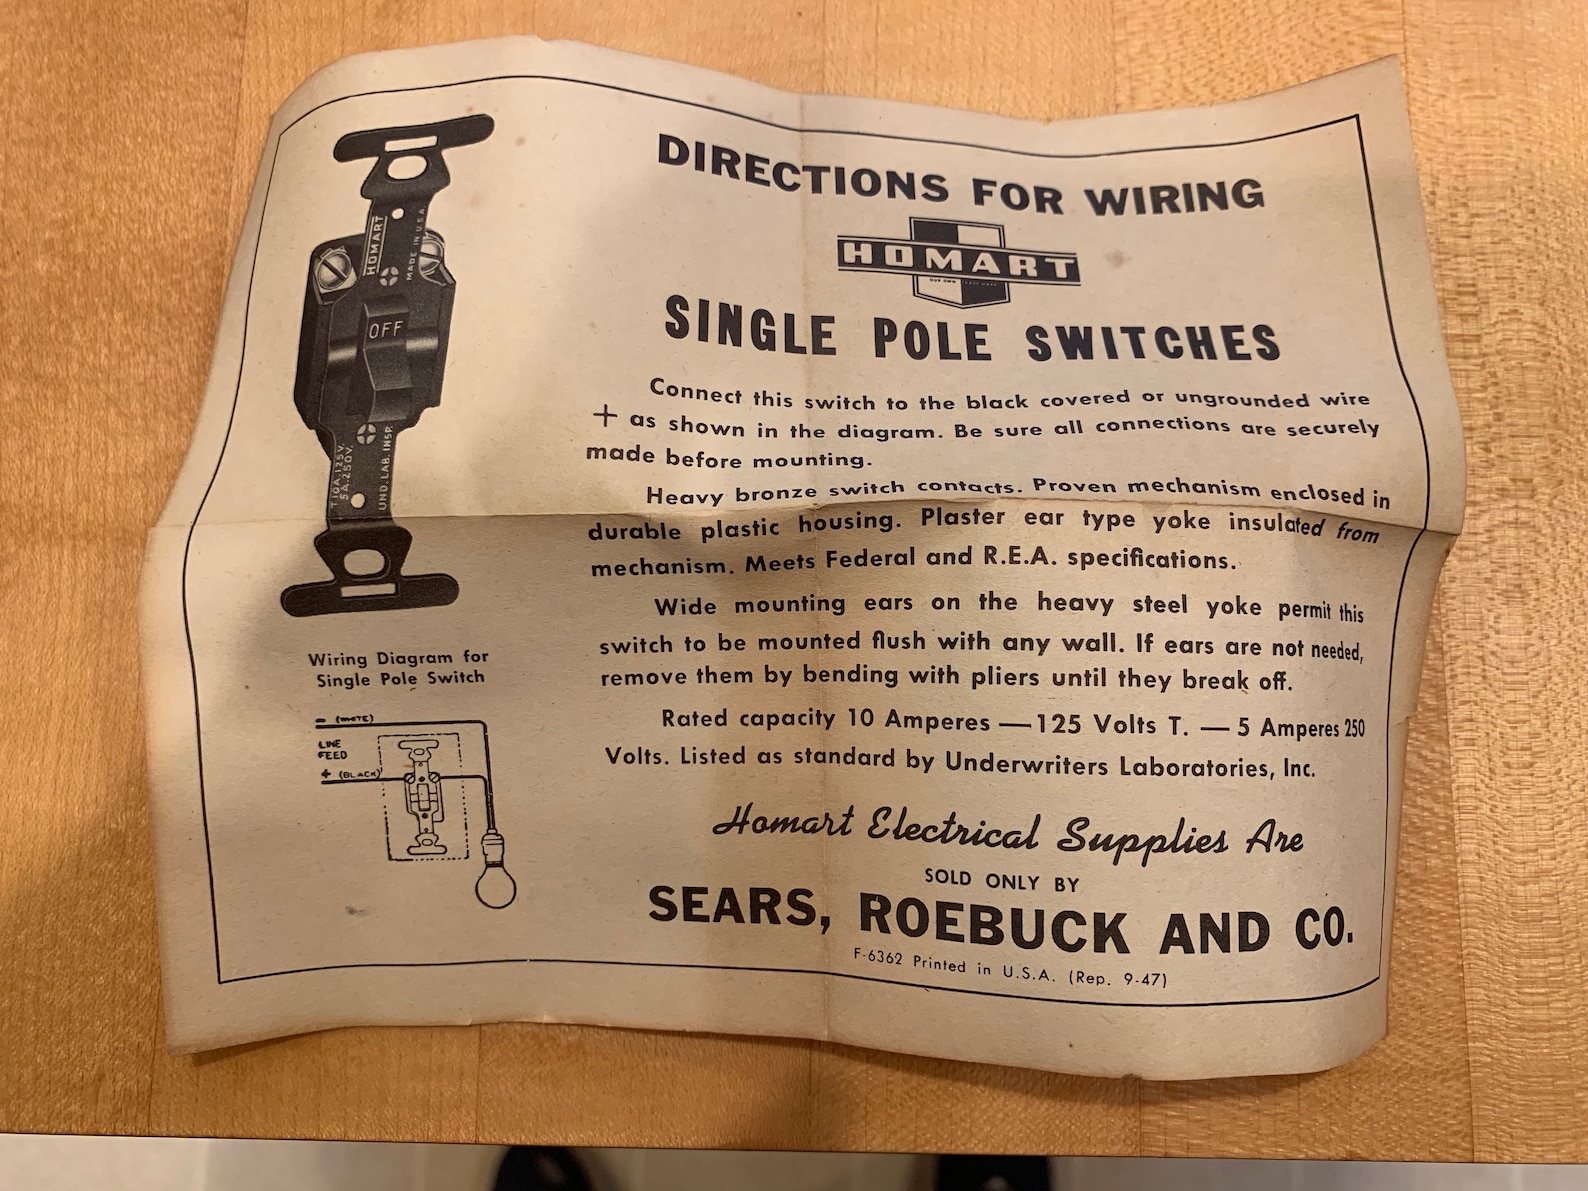 DIRECTIONS FOR WIRING
HOMART
SINGLE POLE SWITCHES
Connect this switch to the black covered or ungrounded wire
+ as shown in the diagram. Be sure all connections are securely
made before mounting.
Heavy bronze switch contacts. Proven mechanism enclosed in
durable plastic housing. Plaster ear type yoke insulated from
mechanism. Meets Federal and R.E.A. specifications.
Wide mounting ears on the heavy steel yoke permit this
switch to be mounted flush with any wall. If ears are not needed,
remove them by bending with pliers until they break off.
Rated capacity 10 Amperes — 125 Volts T. — 5 Amperes 250
Volts. Listed as standard by Underwriters Laboratories, Inc.
Homart Electrical Supplies Are
SOLD ONLY BY
SEARS, ROEBUCK AND CO.
F-6362 Printed in U.S.A. (Rep. 9-47)
HOMART
MADE IN U.S.A
OFF
T10A.125V.
5A.250V.
UND. LAB. INSP.
Wiring Diagram for
Single Pole Switch
- (WHITE)
LINE
FEED
+ (BLACK)